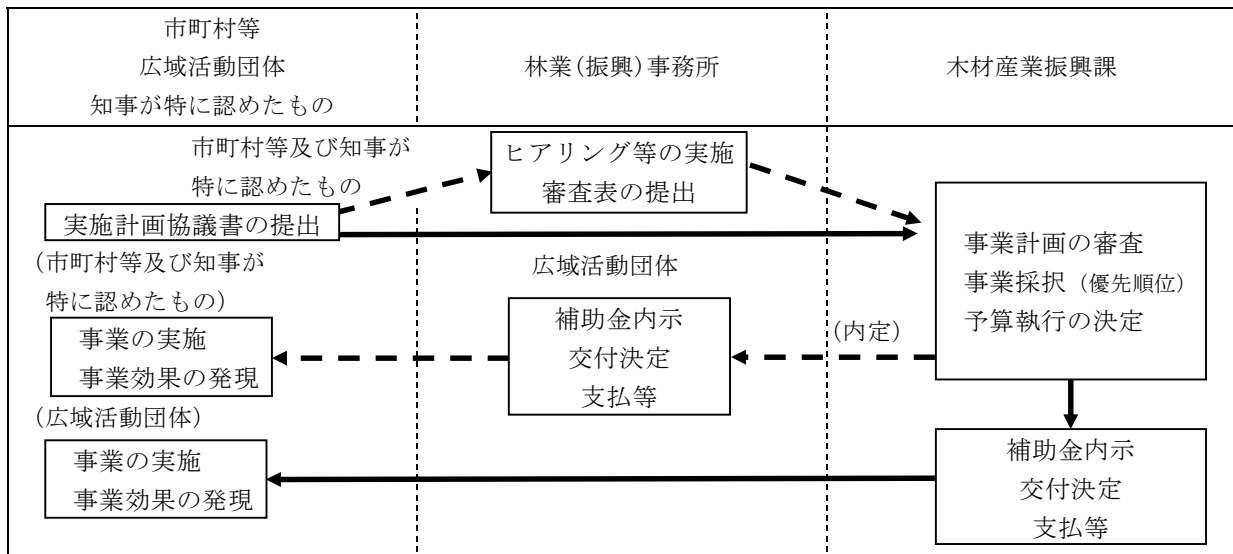 市町村等
広域活動団体
知事が特に認めたもの
林業(振興)事務所
木材産業振興課
市町村等及び知事が
特に認めたもの
ヒアリング等の実施
審査表の提出
実施計画協議書の提出
事業計画の審査
事業採択（優先順位）
予算執行の決定
(市町村等及び知事が
特に認めたもの)
広域活動団体
事業の実施
事業効果の発現
補助金内示
交付決定
支払等
(内定)
(広域活動団体)
事業の実施
事業効果の発現
補助金内示
交付決定
支払等